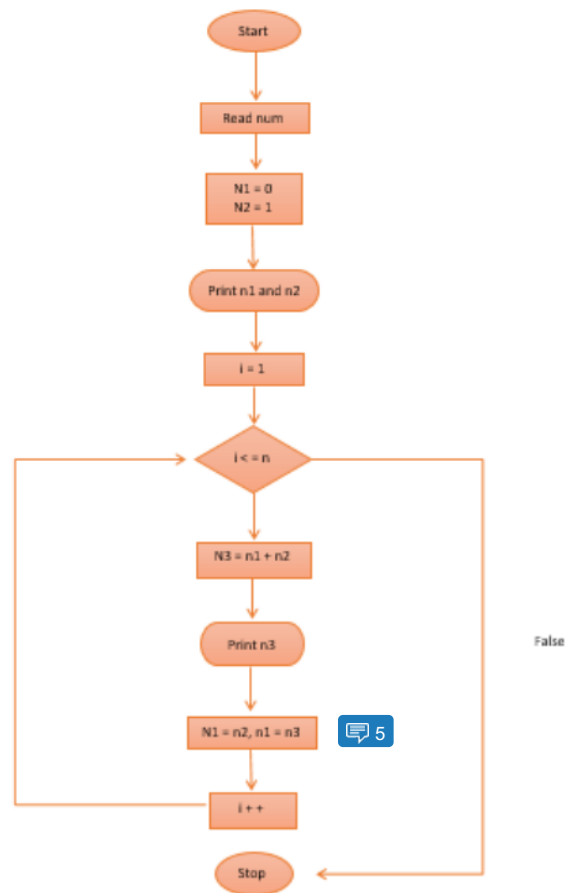 Start
Read num
N1 = 0
N2 = 1
Print n1 and n2
i = 1
i < = n
N3 = n1 + n2
Print n3
False
N1 = n2, n1 = n3
5
i + +
Stop